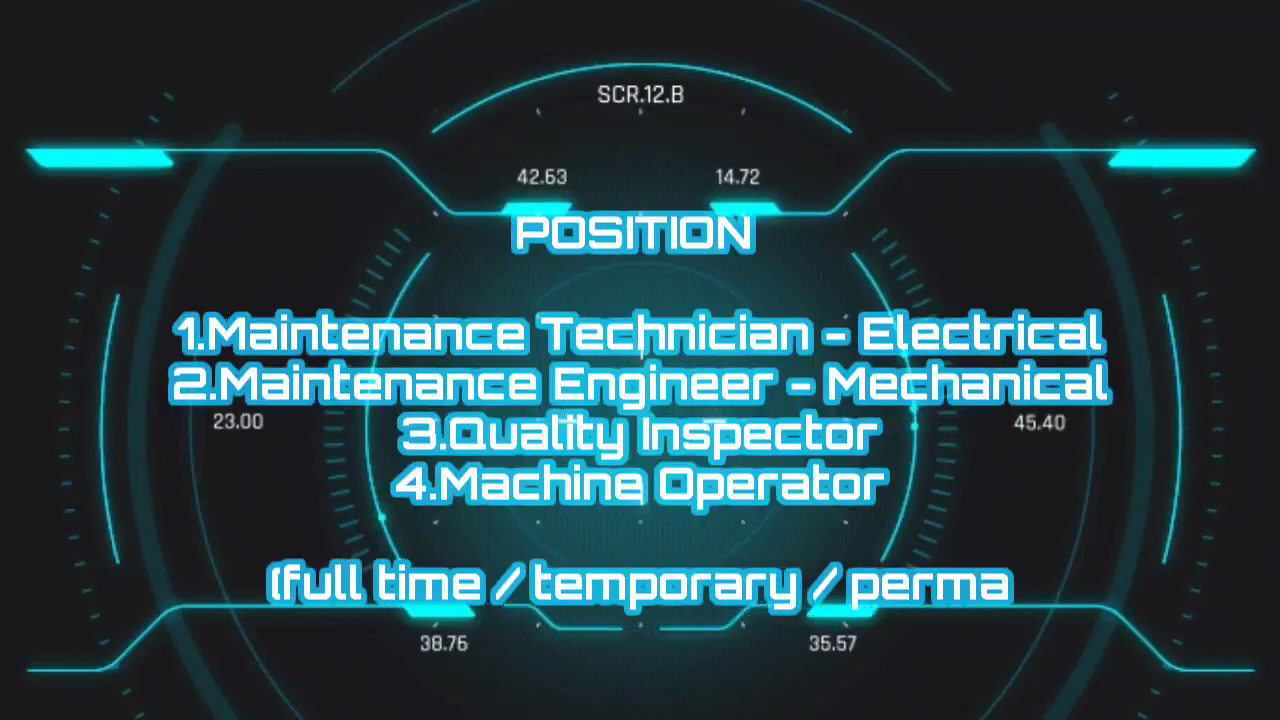 SCR.12.B
42.63 14.72
POSITION
1.Maintenance Technician - Electrical
2.Maintenance Engineer - Mechanical
23.00 45.40
3.Quality Inspector
4.Machine Operator
(full time / temporary / perma
38.76 35.57